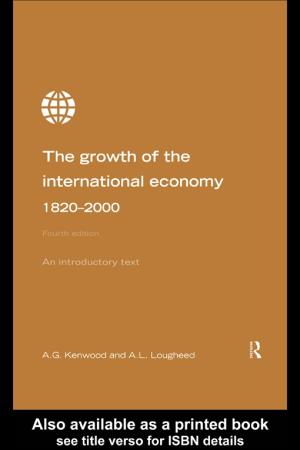 The growth of the
international economy
1820–2000
Fourth edition
An introductory text
A.G. Kenwood and A.L. Lougheed
Also available as a printed book
see title verso for ISBN details